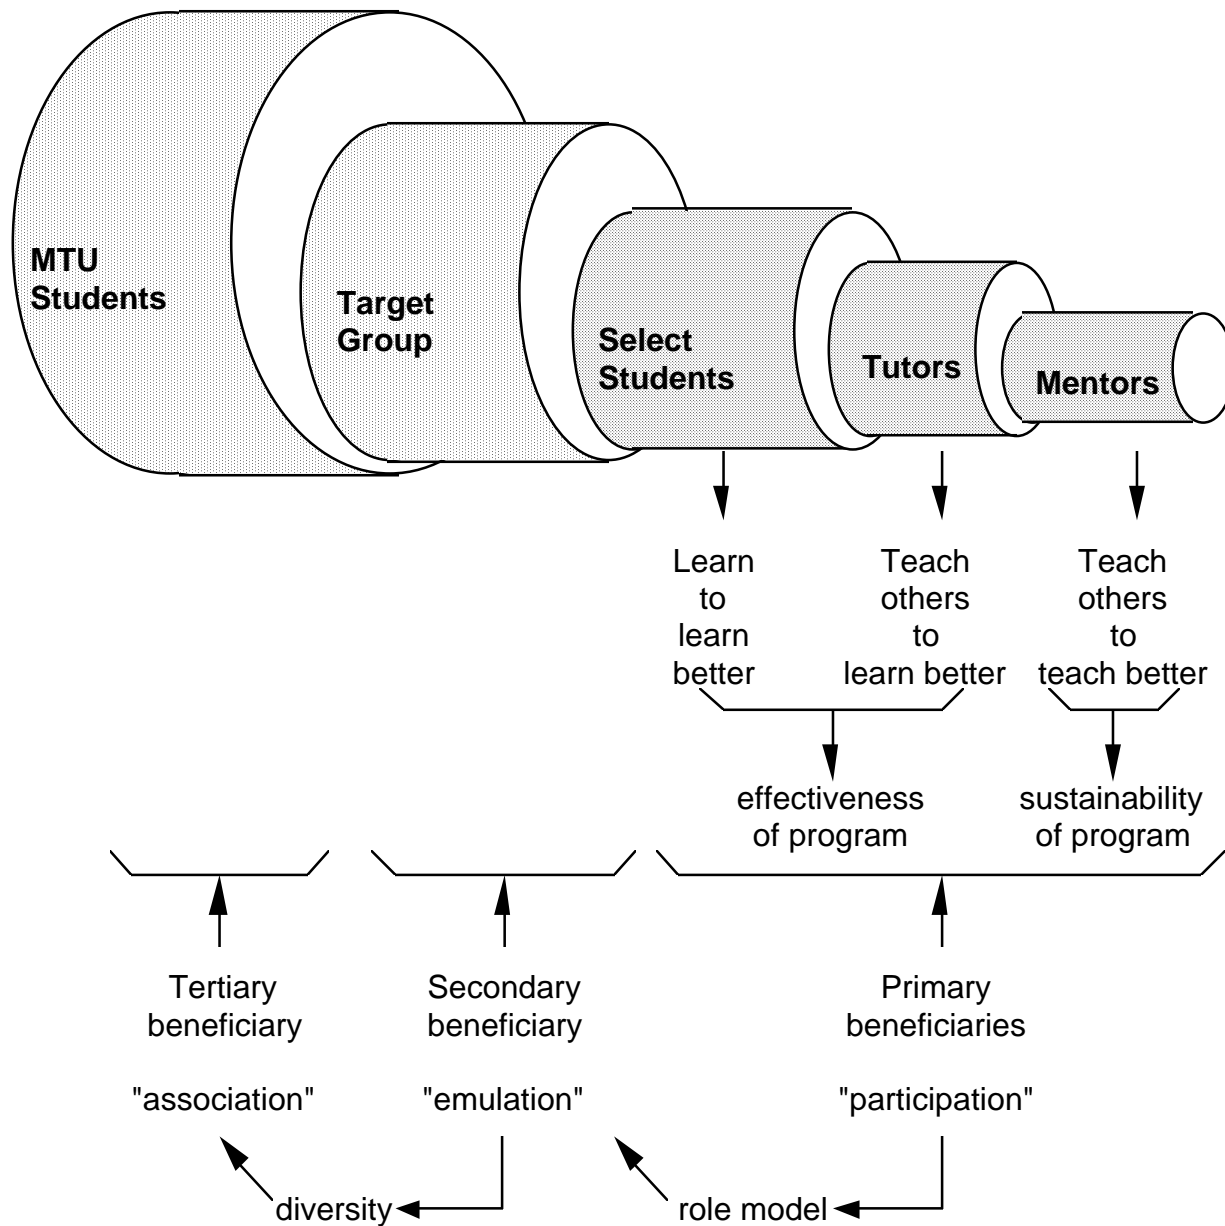 MTU
Students
Target
Group
Select
Students
Tutors
Mentors
Learn
to
learn
better
Teach
others
to
learn better
Teach
others
to
teach better
effectiveness
of program
sustainability
of program
Tertiary
beneficiary
Secondary
beneficiary
Primary
beneficiaries
"association"
"emulation"
"participation"
diversity
role model